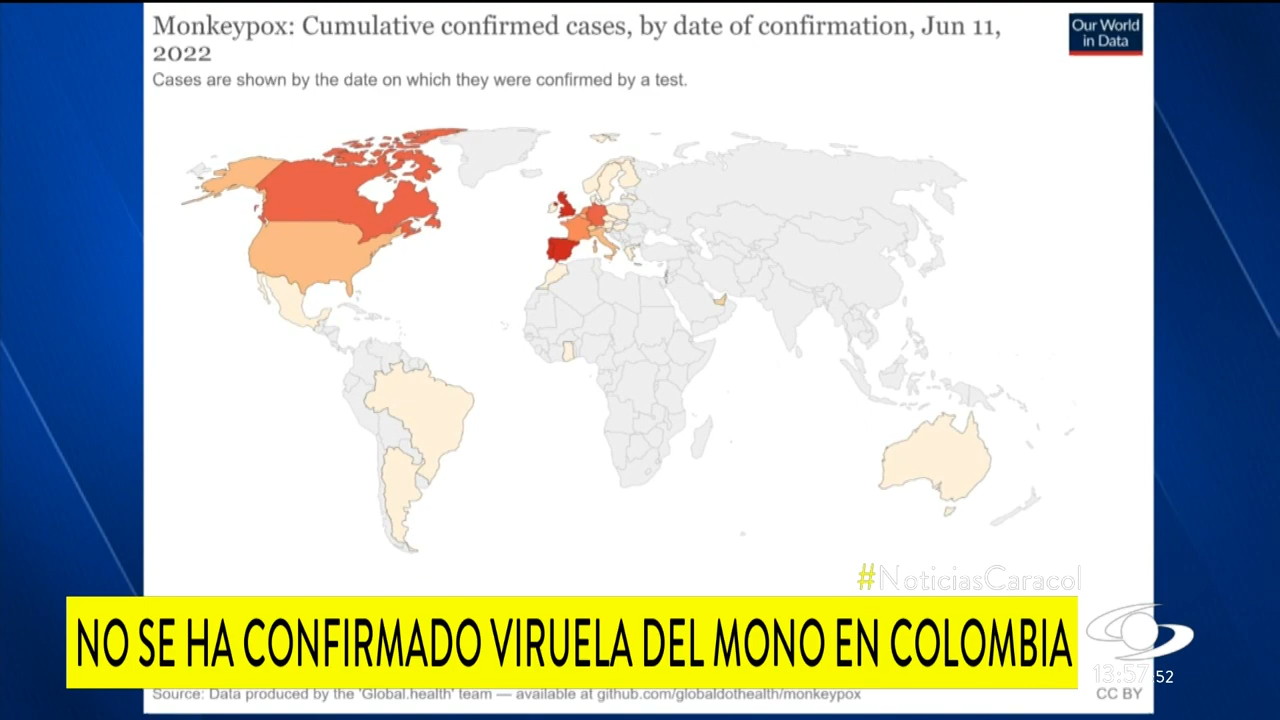 Monkeypox: Cumulative confirmed cases, by date of confirmation, Jun 11,
2022
Our World
in Data
Cases are shown by the date on which they were confirmed by a test.
#NoticiasCaracol
NO SE HA CONFIRMADO VIRUELA DEL MONO EN COLOMBIA
13:57:52
Source: Data produced by the 'Global.health' team — available at github.com/globaldothealth/monkeypox
CC BY